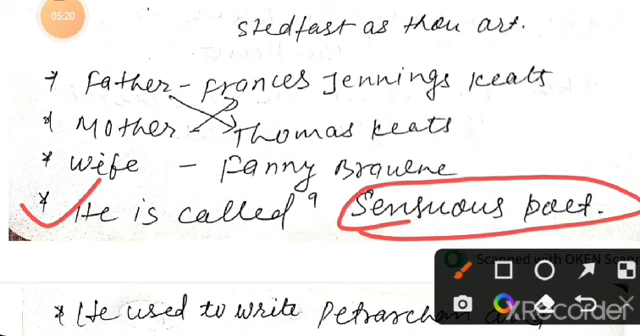 05:20
stedfast as thou art.
* Father - Frances Jennings Keats
* Mother - Thomas Keats
* Wife - Fanny Braune
* He is called a Sensuous poet.
Scanned with OKEN Scan
* He used to write Petrarchan
XRecorder